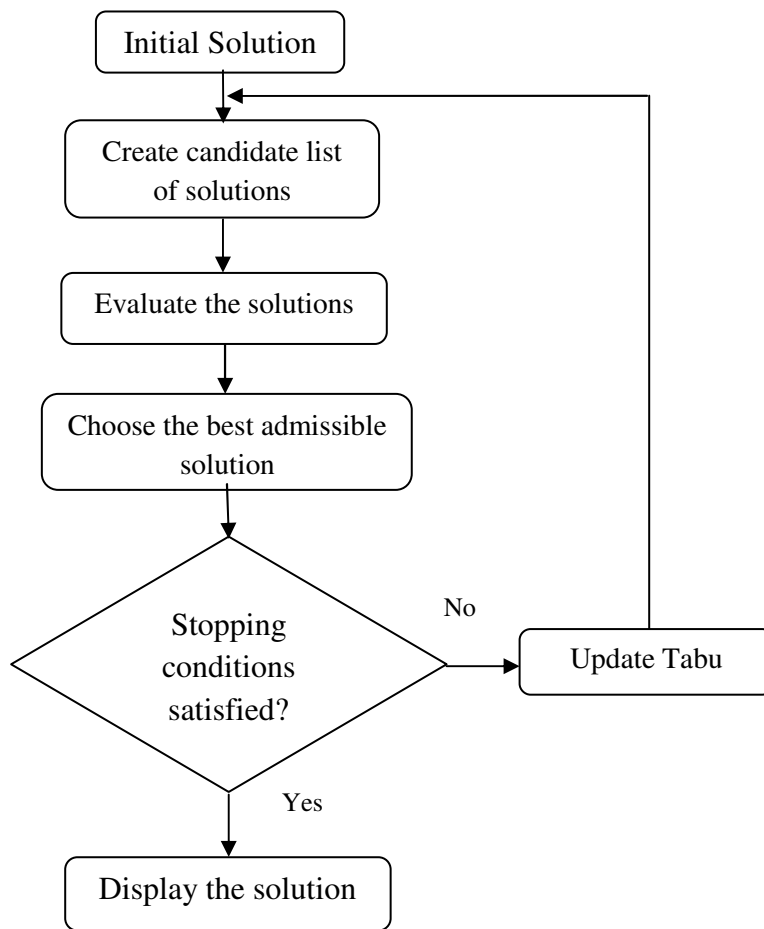 Initial Solution
Create candidate list
of solutions
Evaluate the solutions
Choose the best admissible
solution
Stopping
conditions
satisfied?
No
Update Tabu
Yes
Display the solution